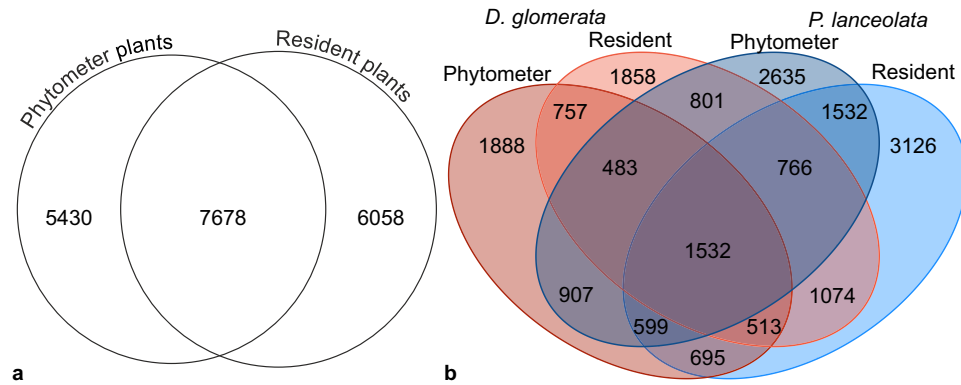 Phytometer plants
Resident plants
5430
7678
6058
a
D. glomerata
P. lanceolata
Phytometer
Resident
Phytometer
Resident
1888
757
1858
801
2635
1532
3126
483
766
1532
907
599
513
1074
695
b